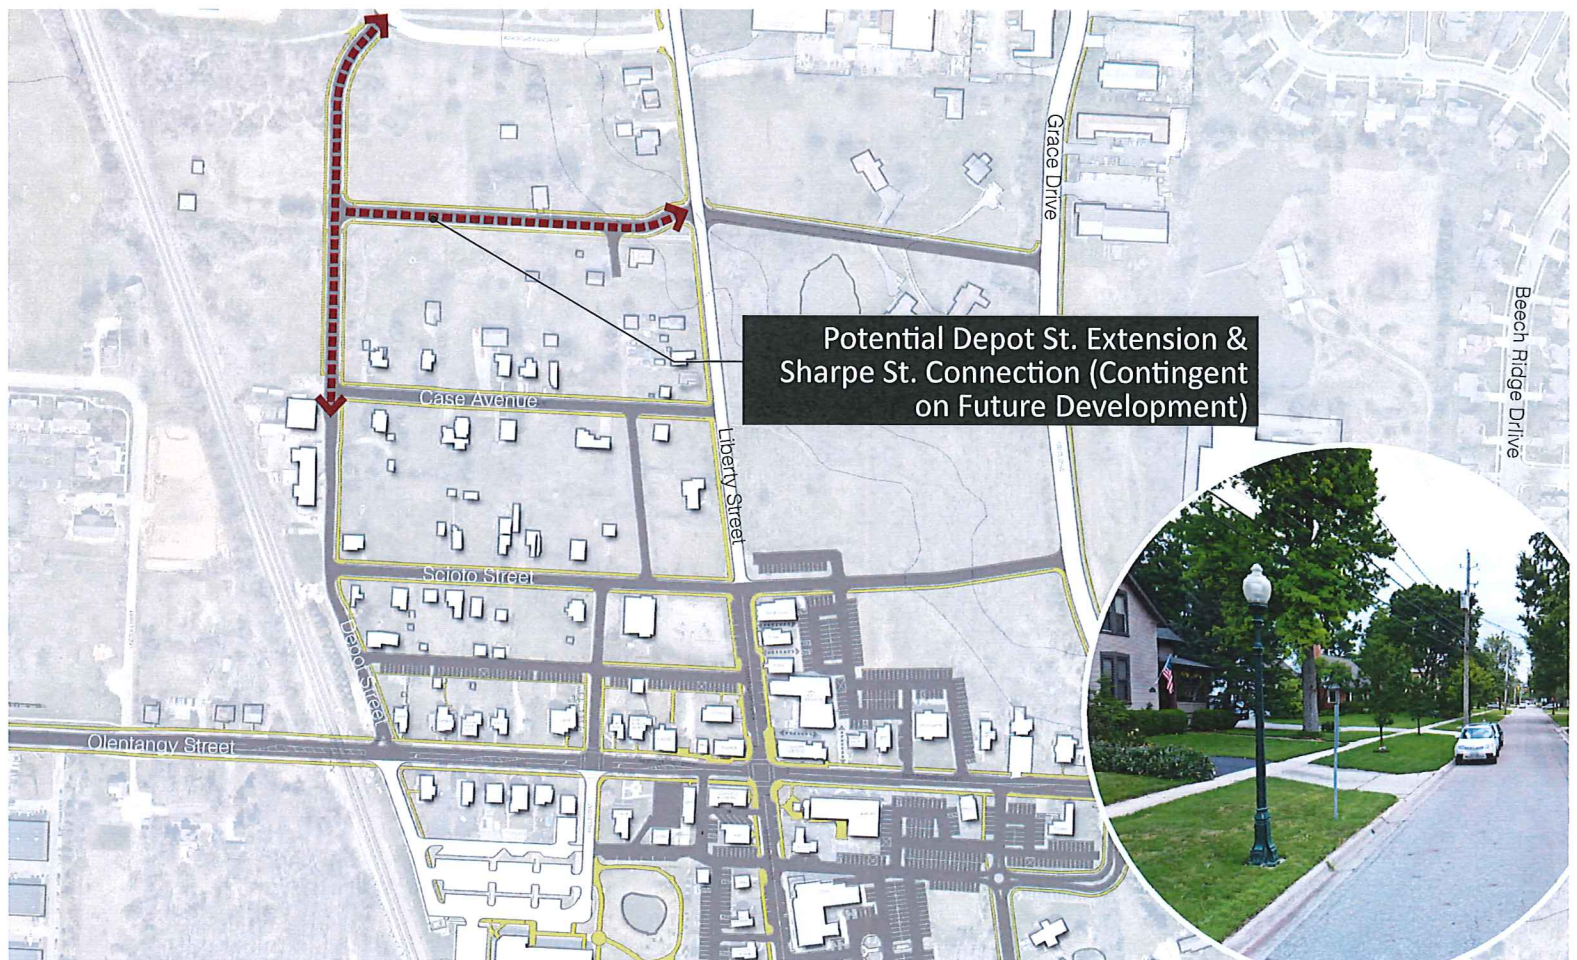 Grace Drive
Beech Ridge Drlive
Potential Depot St. Extension &
Sharpe St. Connection (Contingent
on Future Development)
Case Avenue
Liberty Street
Scioto Street
Depot Street
Olentangy Street